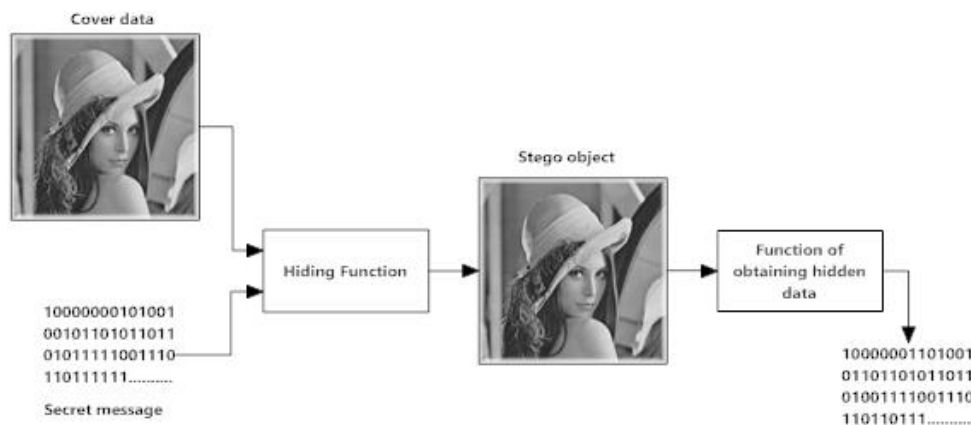 Cover data
Stego object
Hiding Function
Function of
obtaining hidden
data
10000000101001
00101101011011
01011111001110
110111111..........
Secret message
10000001101001
01101101011011
01001111001110
110110111..........